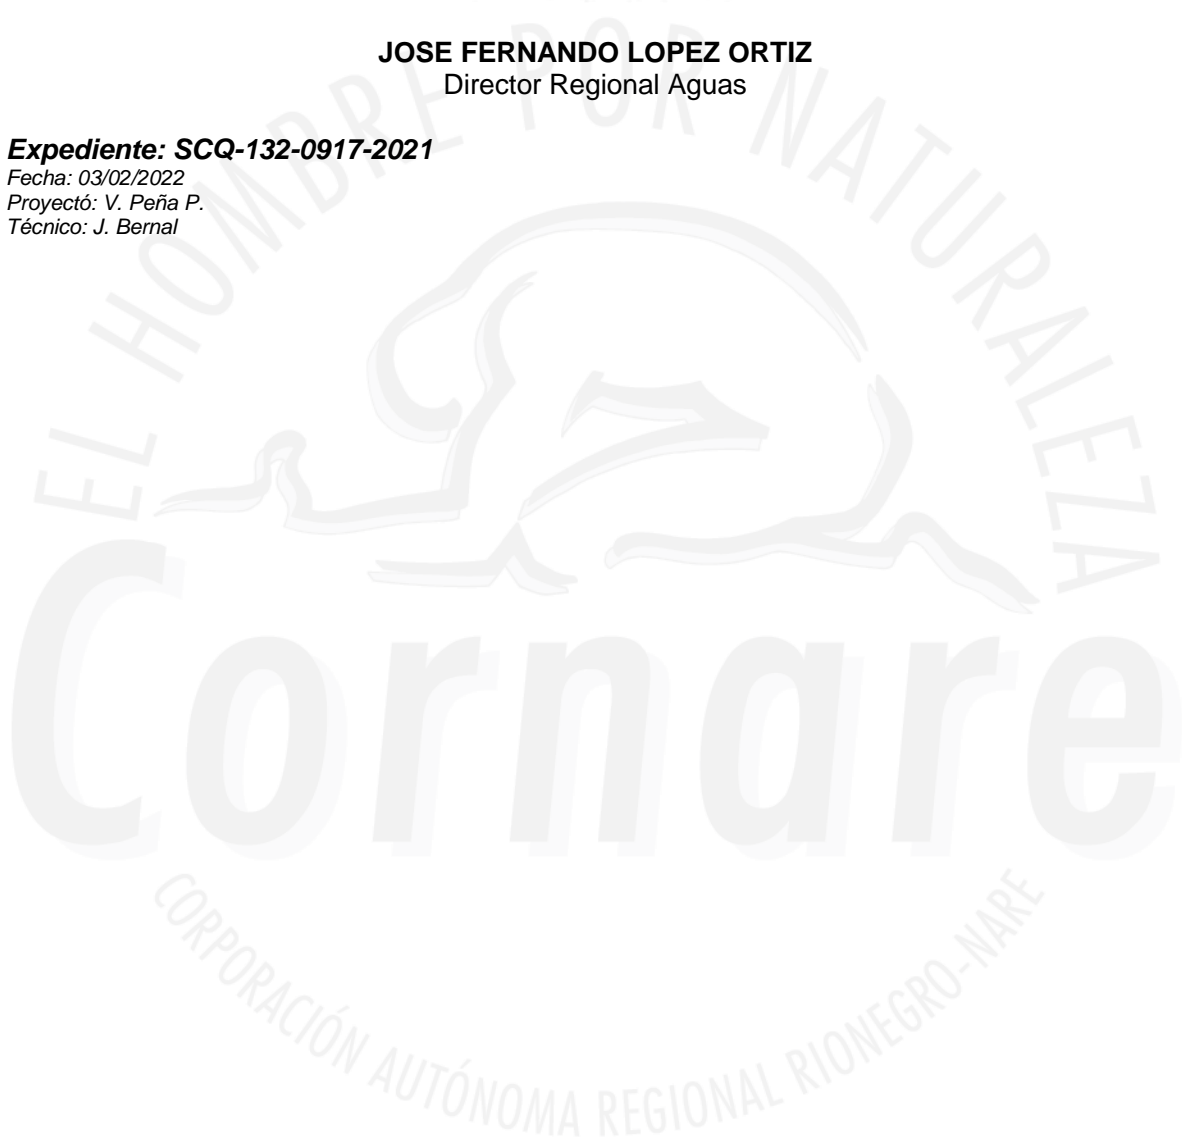 JOSE FERNANDO LOPEZ ORTIZ
Director Regional Aguas
Expediente: SCQ-132-0917-2021
Fecha: 03/02/2022
Proyectó: V. Peña P.
Técnico: J. Bernal
EL HOMBRE POR NATURALEZA
Cornare
CORPORACIÓN AUTÓNOMA REGIONAL RIONEGRO-NARE